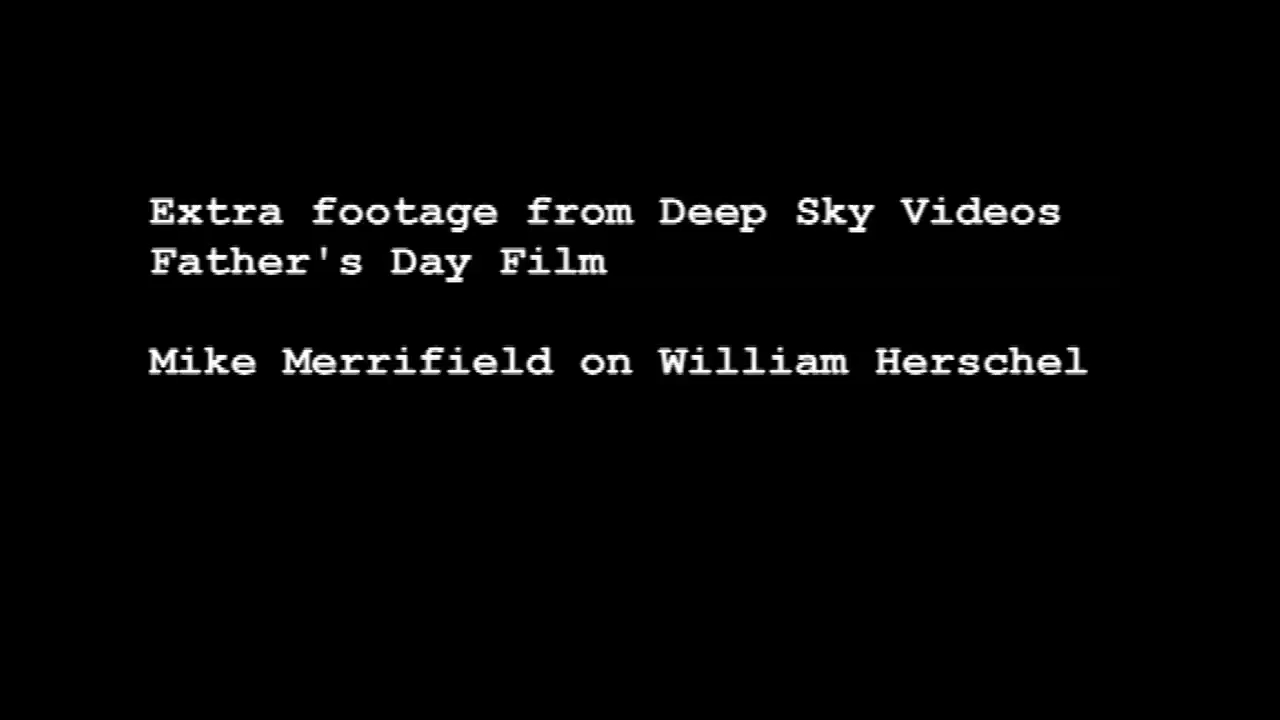 Extra footage from Deep Sky Videos
Father's Day Film
Mike Merrifield on William Herschel